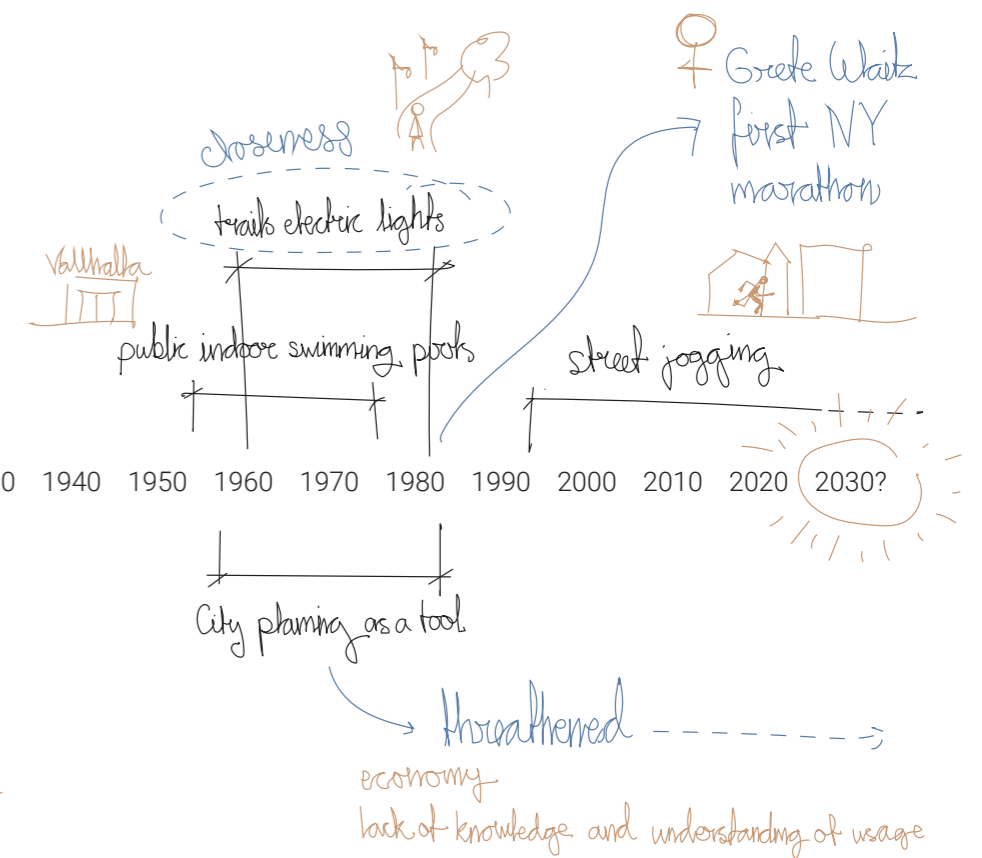 Grete Waitz
first NY
marathon
closeness
trails electric lights
Vallhalla
public indoor swimming pools
street jogging
0 1940 1950 1960 1970 1980 1990 2000 2010 2020 2030?
City planing as a tool
threathened
economy
lack of knowledge and understanding of usage